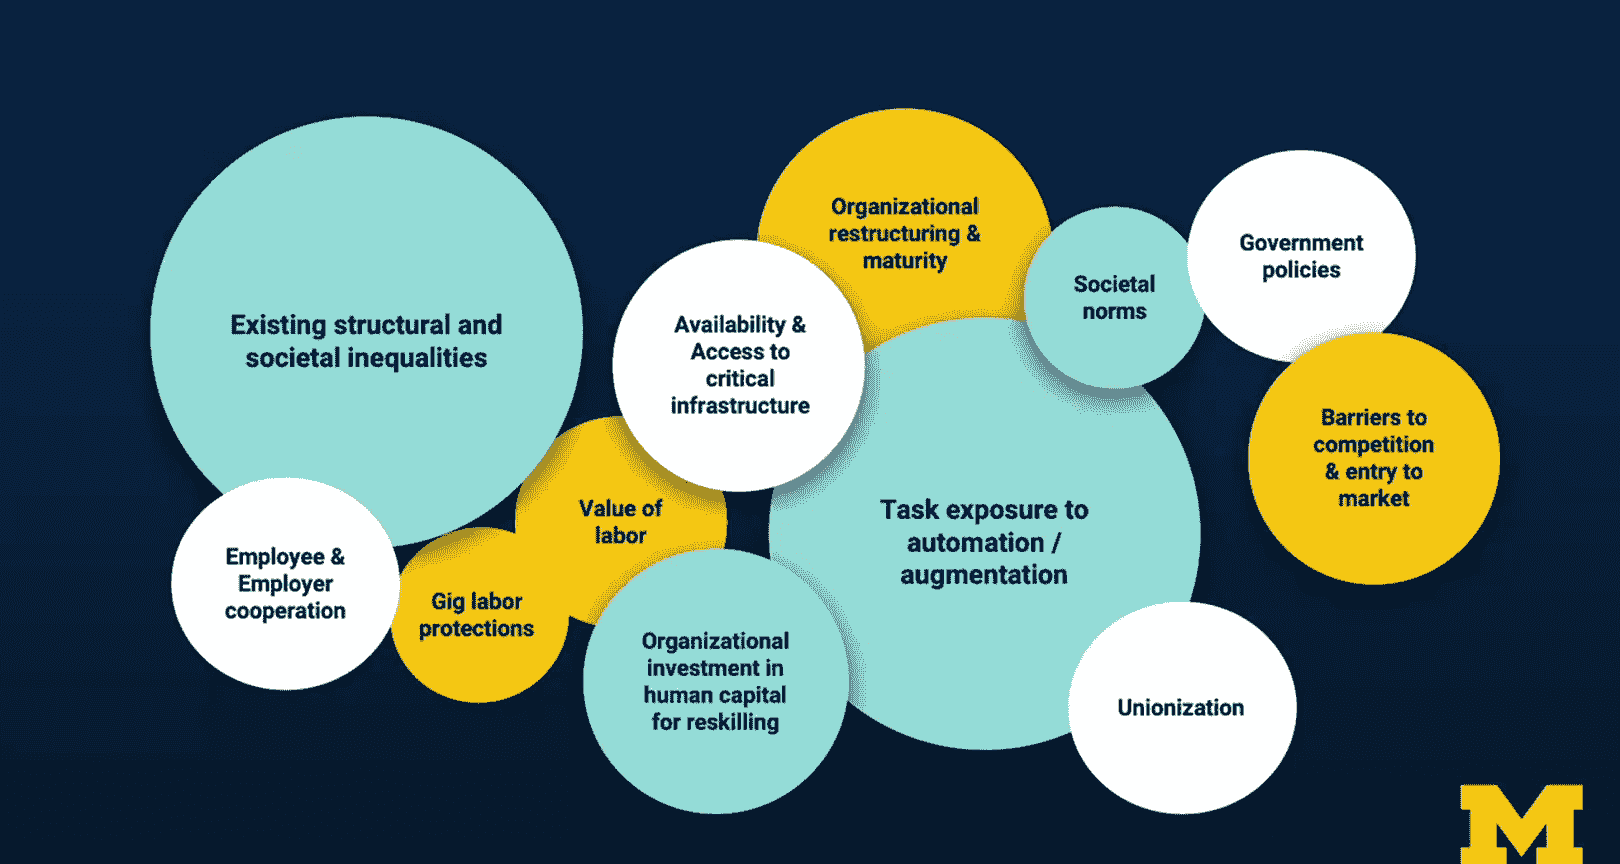 Existing structural and
societal inequalities
Organizational
restructuring &
maturity
Availability &
Access to
critical
infrastructure
Societal
norms
Government
policies
Barriers to
competition
& entry to
market
Value of
labor
Task exposure to
automation /
augmentation
Employee &
Employer
cooperation
Gig labor
protections
Organizational
investment in
human capital
for reskilling
Unionization
M